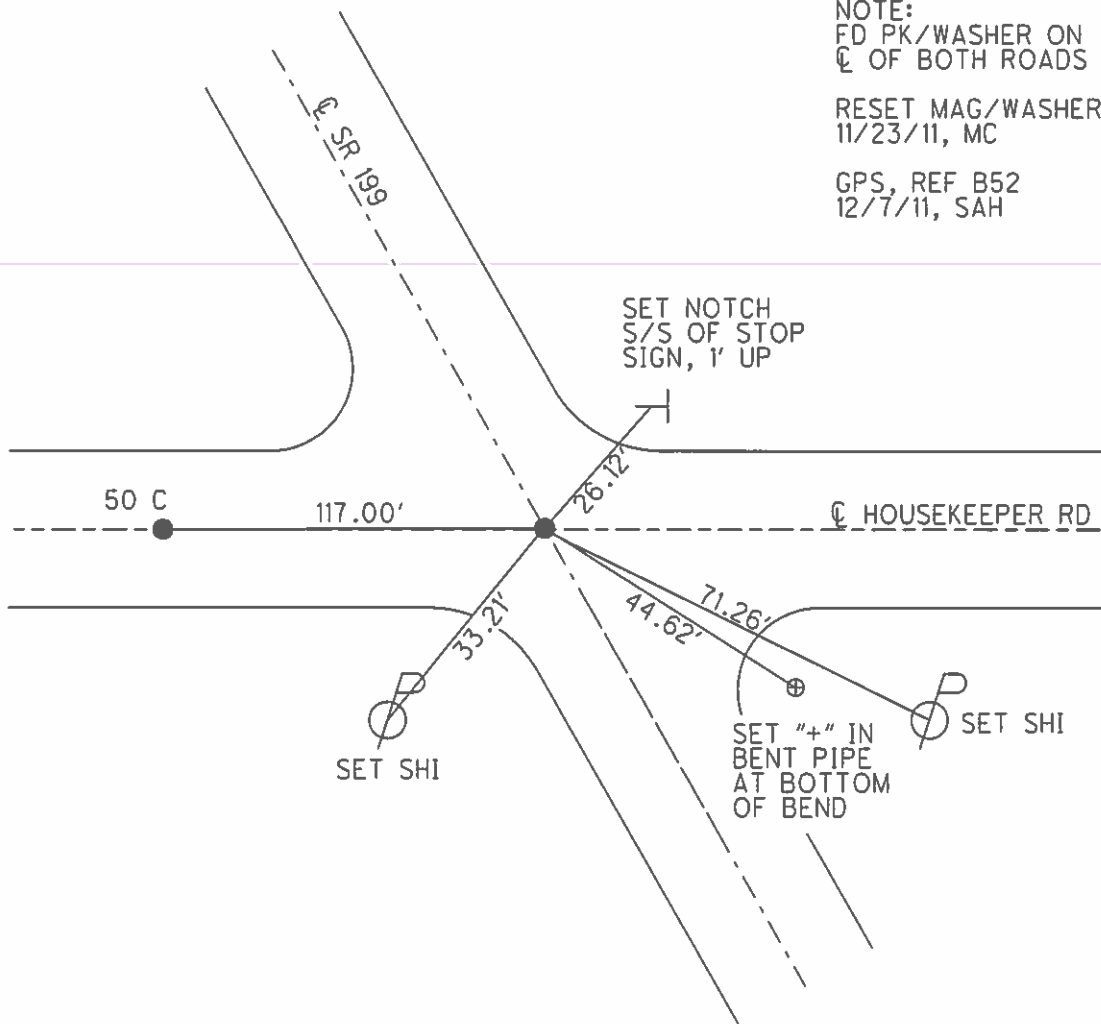 NOTE:
FD PK/WASHER ON
℄ OF BOTH ROADS
RESET MAG/WASHER
11/23/11, MC
GPS, REF B52
12/7/11, SAH
℄ SR 199
SET NOTCH
S/S OF STOP
SIGN, 1' UP
26.12'
50 C
117.00'
℄ HOUSEKEEPER RD
33.21'
44.62'
71.26'
SET SHI
SET "+" IN
BENT PIPE
AT BOTTOM
OF BEND
SET SHI